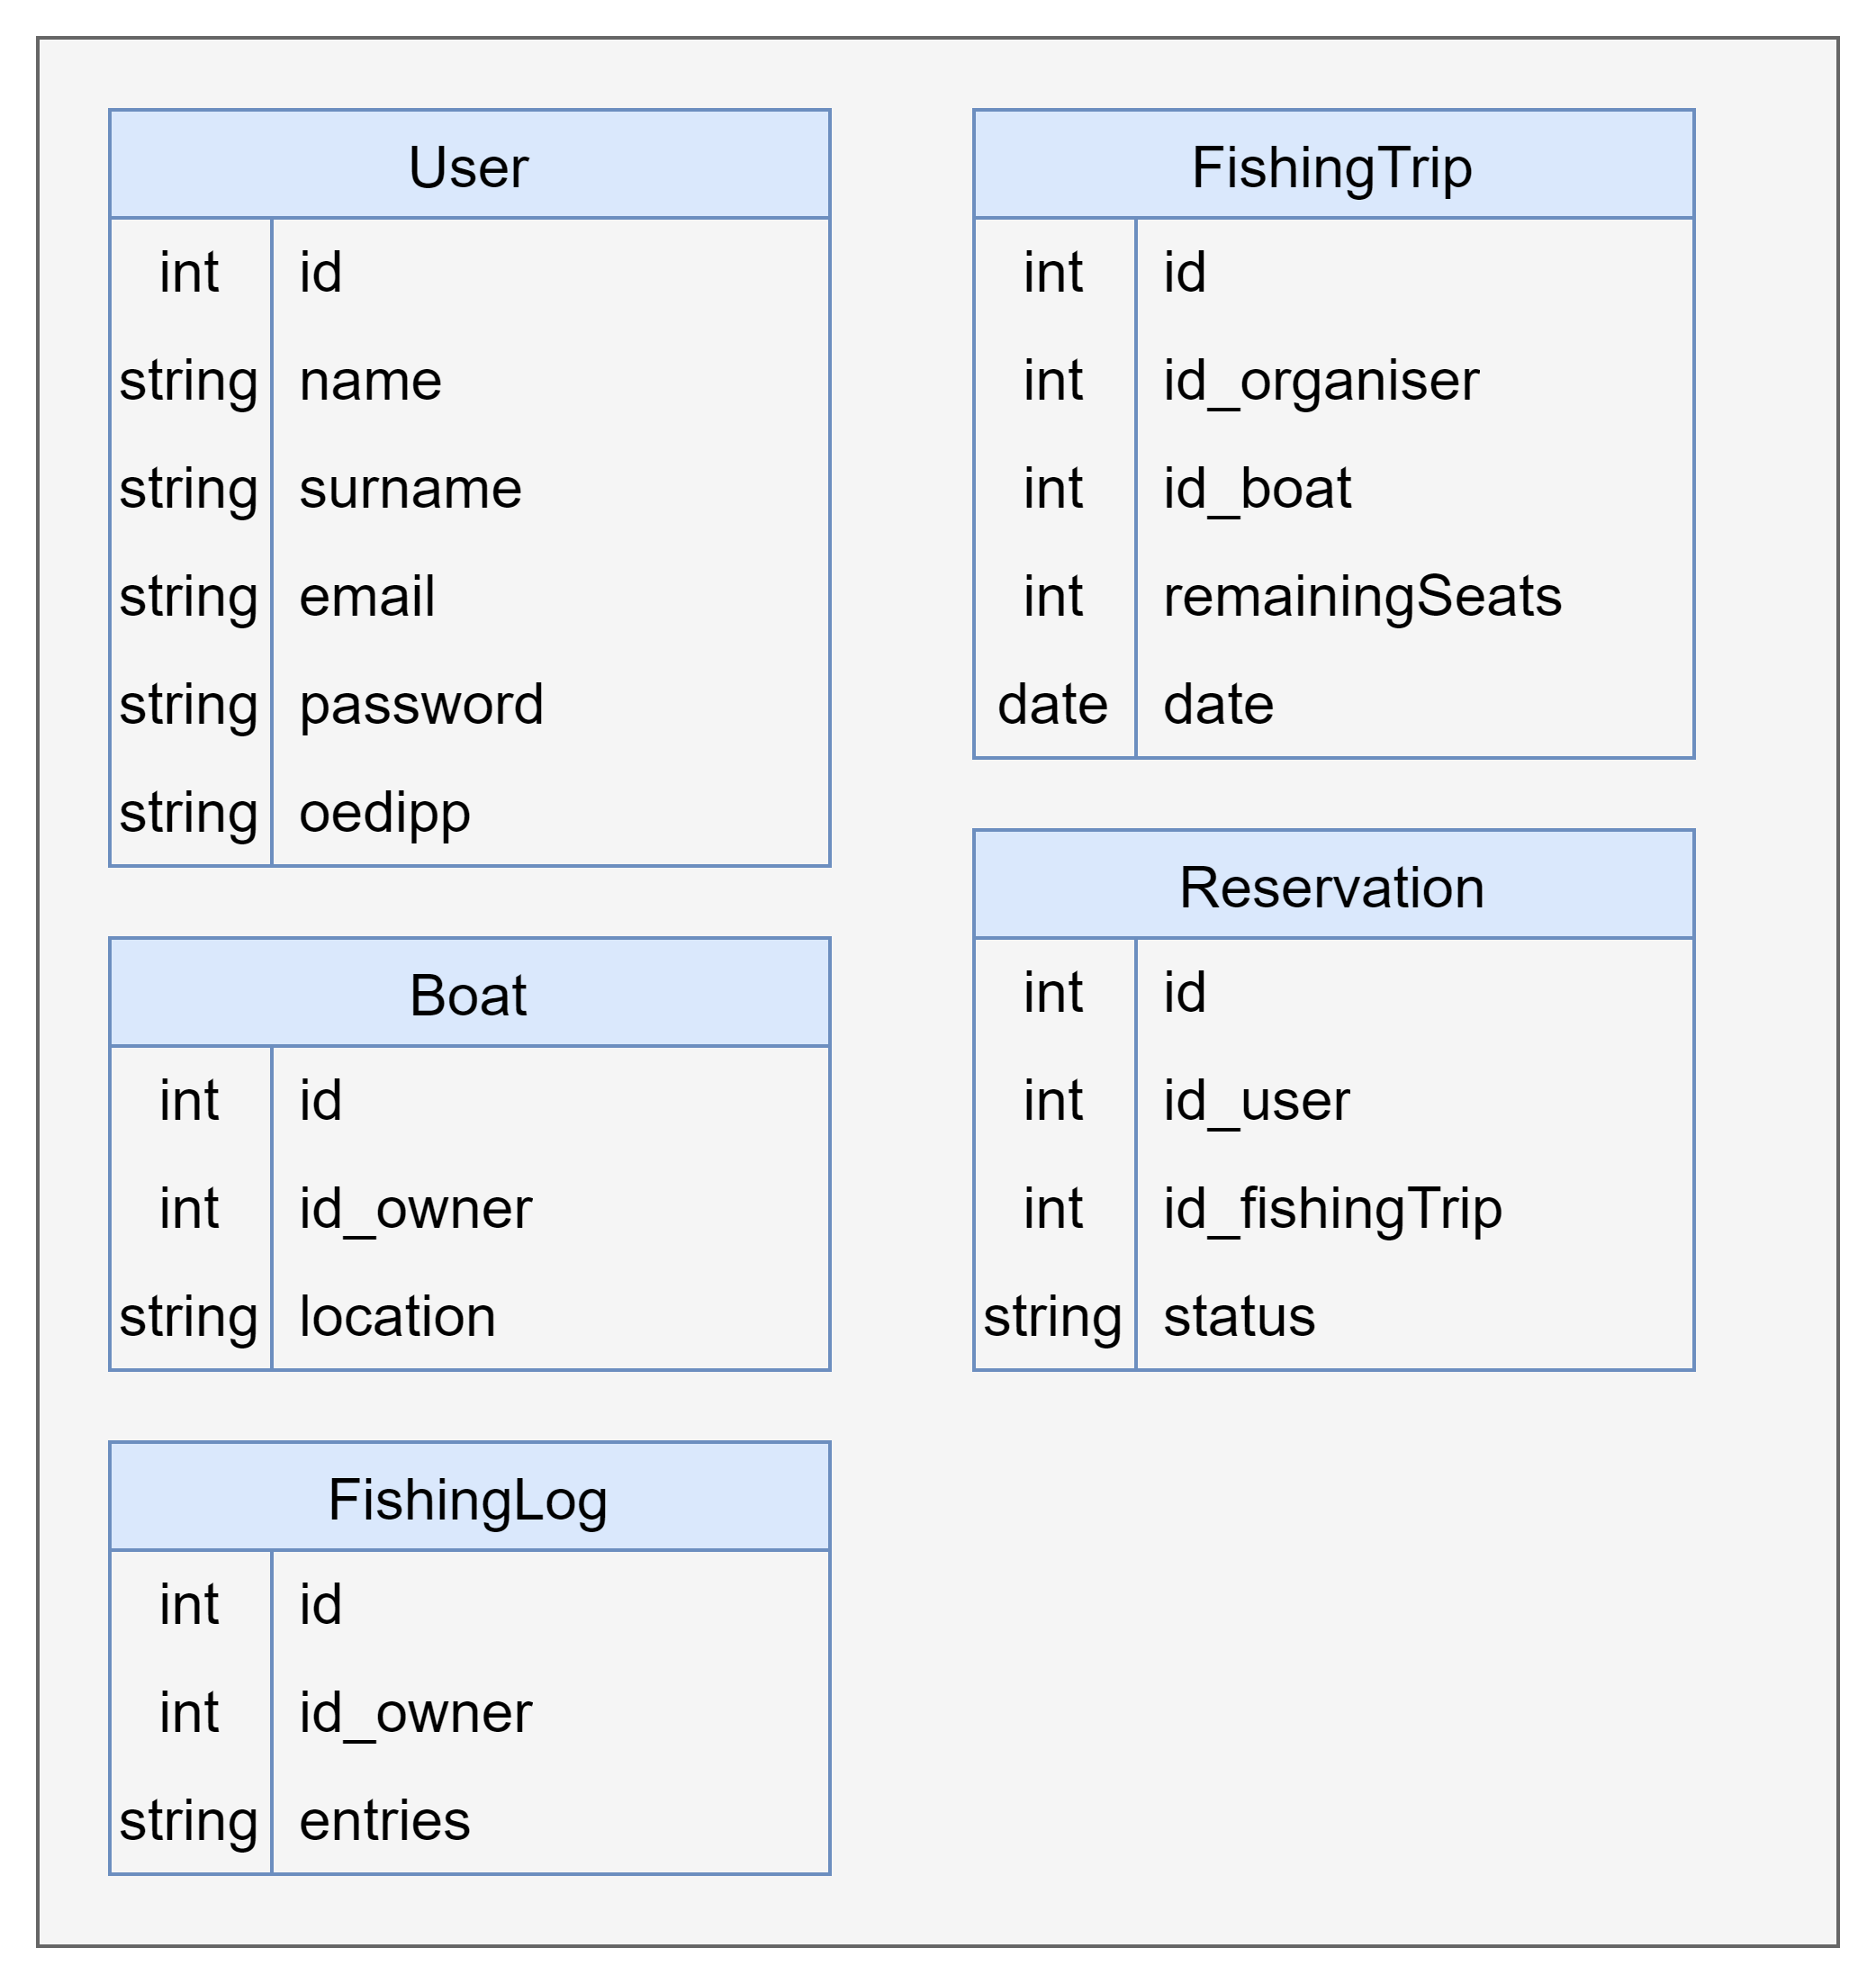 User
int id
string name
string surname
string email
string password
string oedipp
Boat
int id
int id_owner
string location
FishingLog
int id
int id_owner
string entries
FishingTrip
int id
int id_organiser
int id_boat
int remainingSeats
date date
Reservation
int id
int id_user
int id_fishingTrip
string status